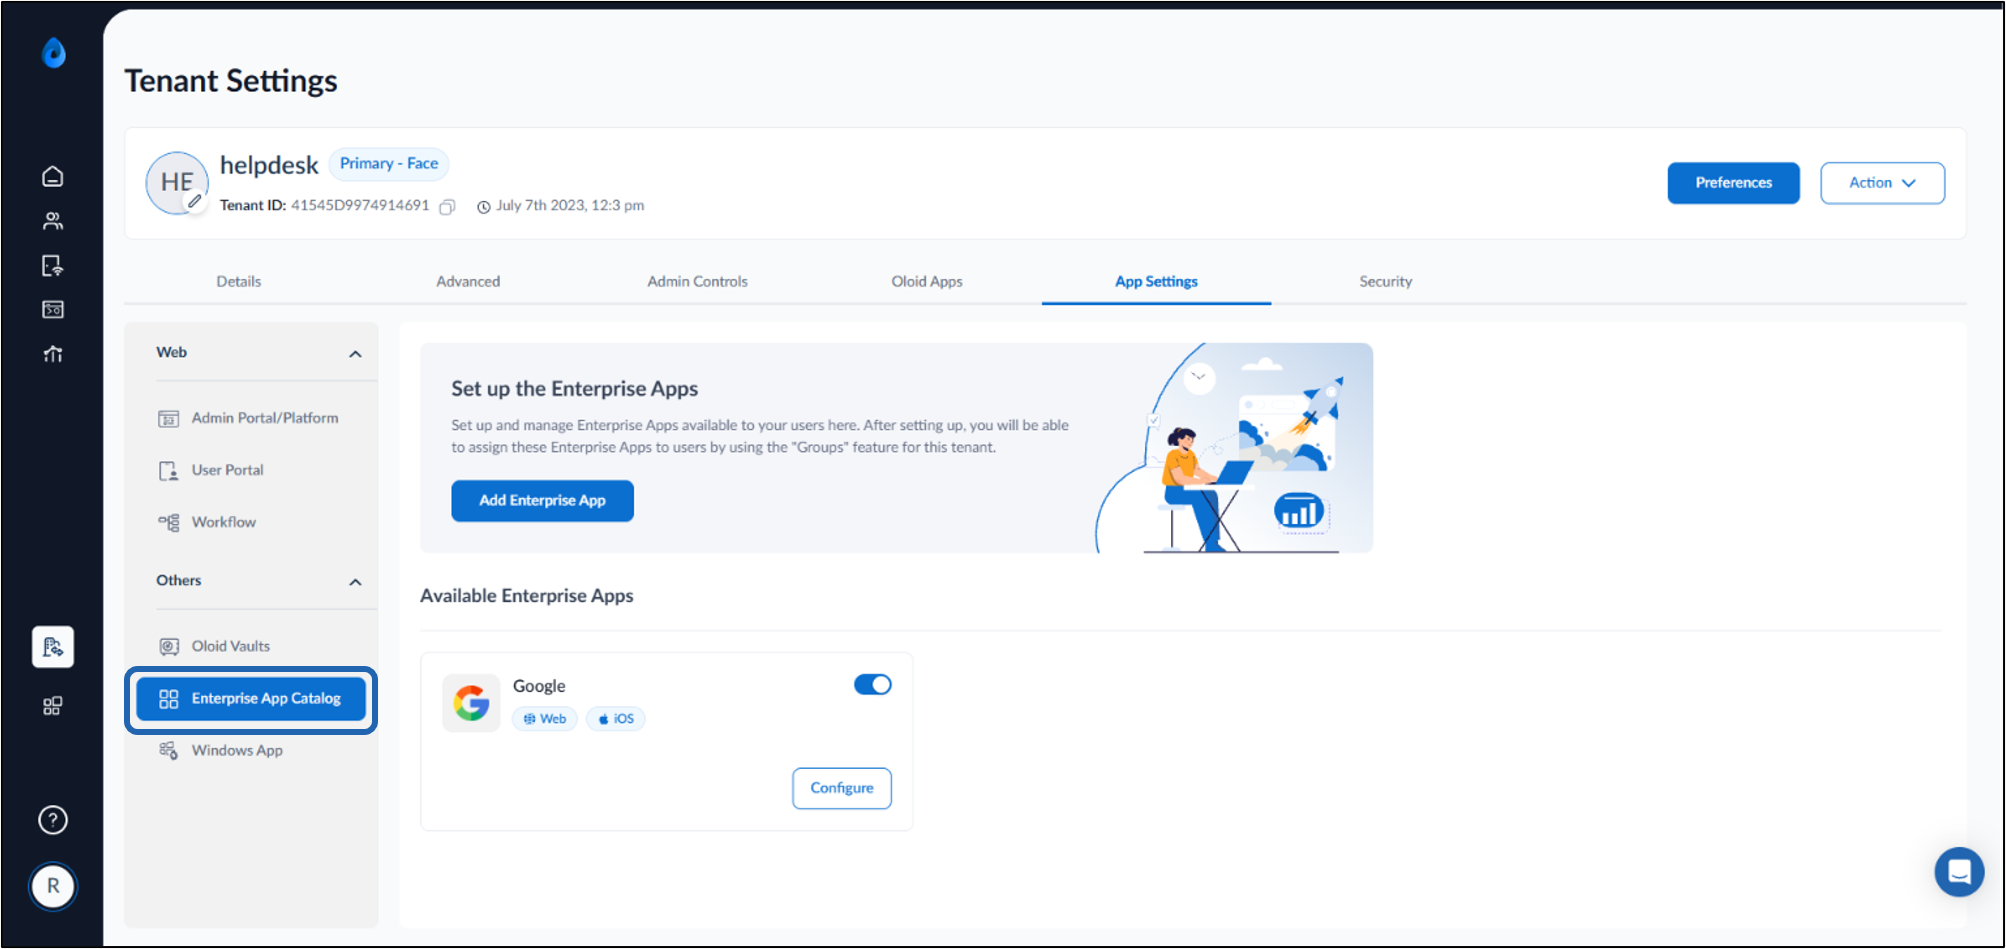 Tenant Settings
HE
helpdesk
Primary - Face
Tenant ID: 41545D9974914691
July 7th 2023, 12:3 pm
Preferences
Action
Details
Advanced
Admin Controls
Oloid Apps
App Settings
Security
Web
Admin Portal/Platform
User Portal
Workflow
Others
Oloid Vaults
Enterprise App Catalog
Windows App
Set up the Enterprise Apps
Set up and manage Enterprise Apps available to your users here. After setting up, you will be able
to assign these Enterprise Apps to users by using the "Groups" feature for this tenant.
Add Enterprise App
Available Enterprise Apps
Google
Web
iOS
Configure
?
R